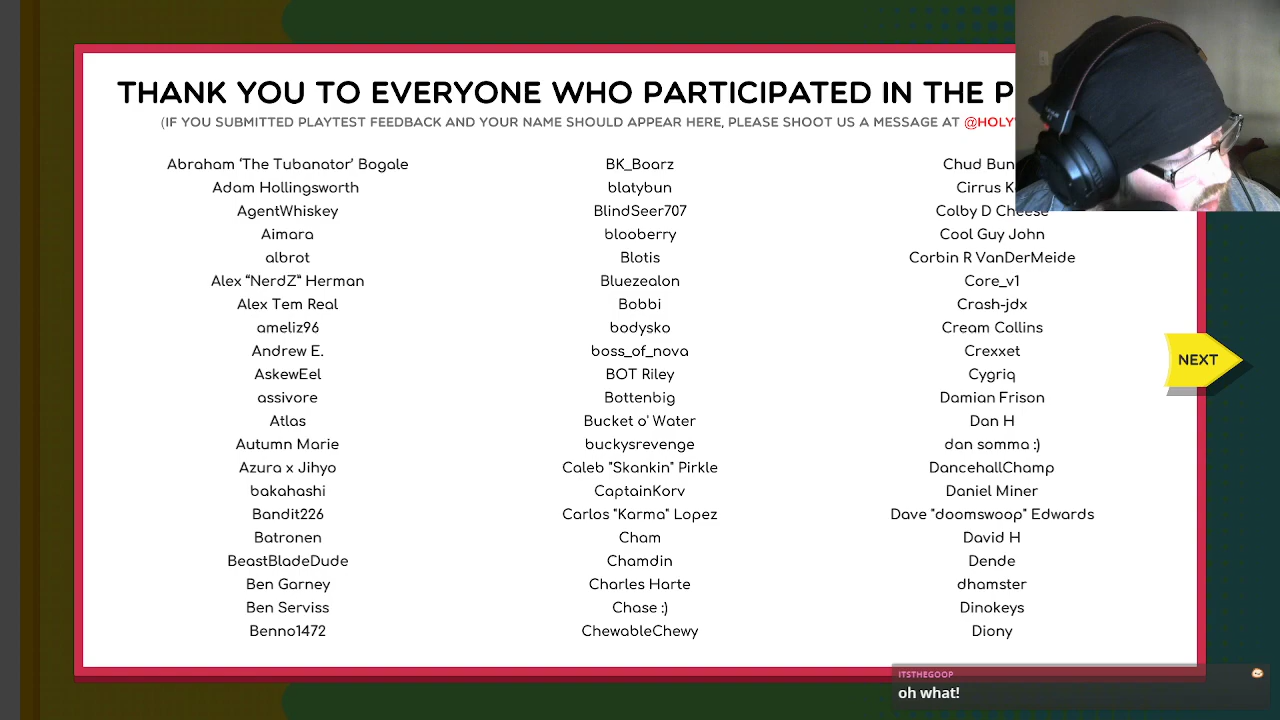 THANK YOU TO EVERYONE WHO PARTICIPATED IN THE P
(IF YOU SUBMITTED PLAYTEST FEEDBACK AND YOUR NAME SHOULD APPEAR HERE, PLEASE SHOOT US A MESSAGE AT @HOLY
Abraham ‘The Tubanator’ Bogale
Adam Hollingsworth
AgentWhiskey
Aimara
albrot
Alex “NerdZ” Herman
Alex Tem Real
ameliz96
Andrew E.
AskewEel
assivore
Atlas
Autumn Marie
Azura x Jihyo
bakahashi
Bandit226
Batronen
BeastBladeDude
Ben Garney
Ben Serviss
Benno1472
BK_Boarz
blatybun
BlindSeer707
blooberry
Blotis
Bluezealon
Bobbi
bodysko
boss_of_nova
BOT Riley
Bottenbig
Bucket o' Water
buckysrevenge
Caleb "Skankin" Pirkle
CaptainKorv
Carlos "Karma" Lopez
Cham
Chamdin
Charles Harte
Chase :)
ChewableChewy
Chud Bun
Cirrus K
Colby D Cheese
Cool Guy John
Corbin R VanDerMeide
Core_v1
Crash-jdx
Cream Collins
Crexxet
Cygriq
Damian Frison
Dan H
dan somma :)
DancehallChamp
Daniel Miner
Dave "doomswoop" Edwards
David H
Dende
dhamster
Dinokeys
Diony
NEXT
ITSTHEGOOP
oh what!